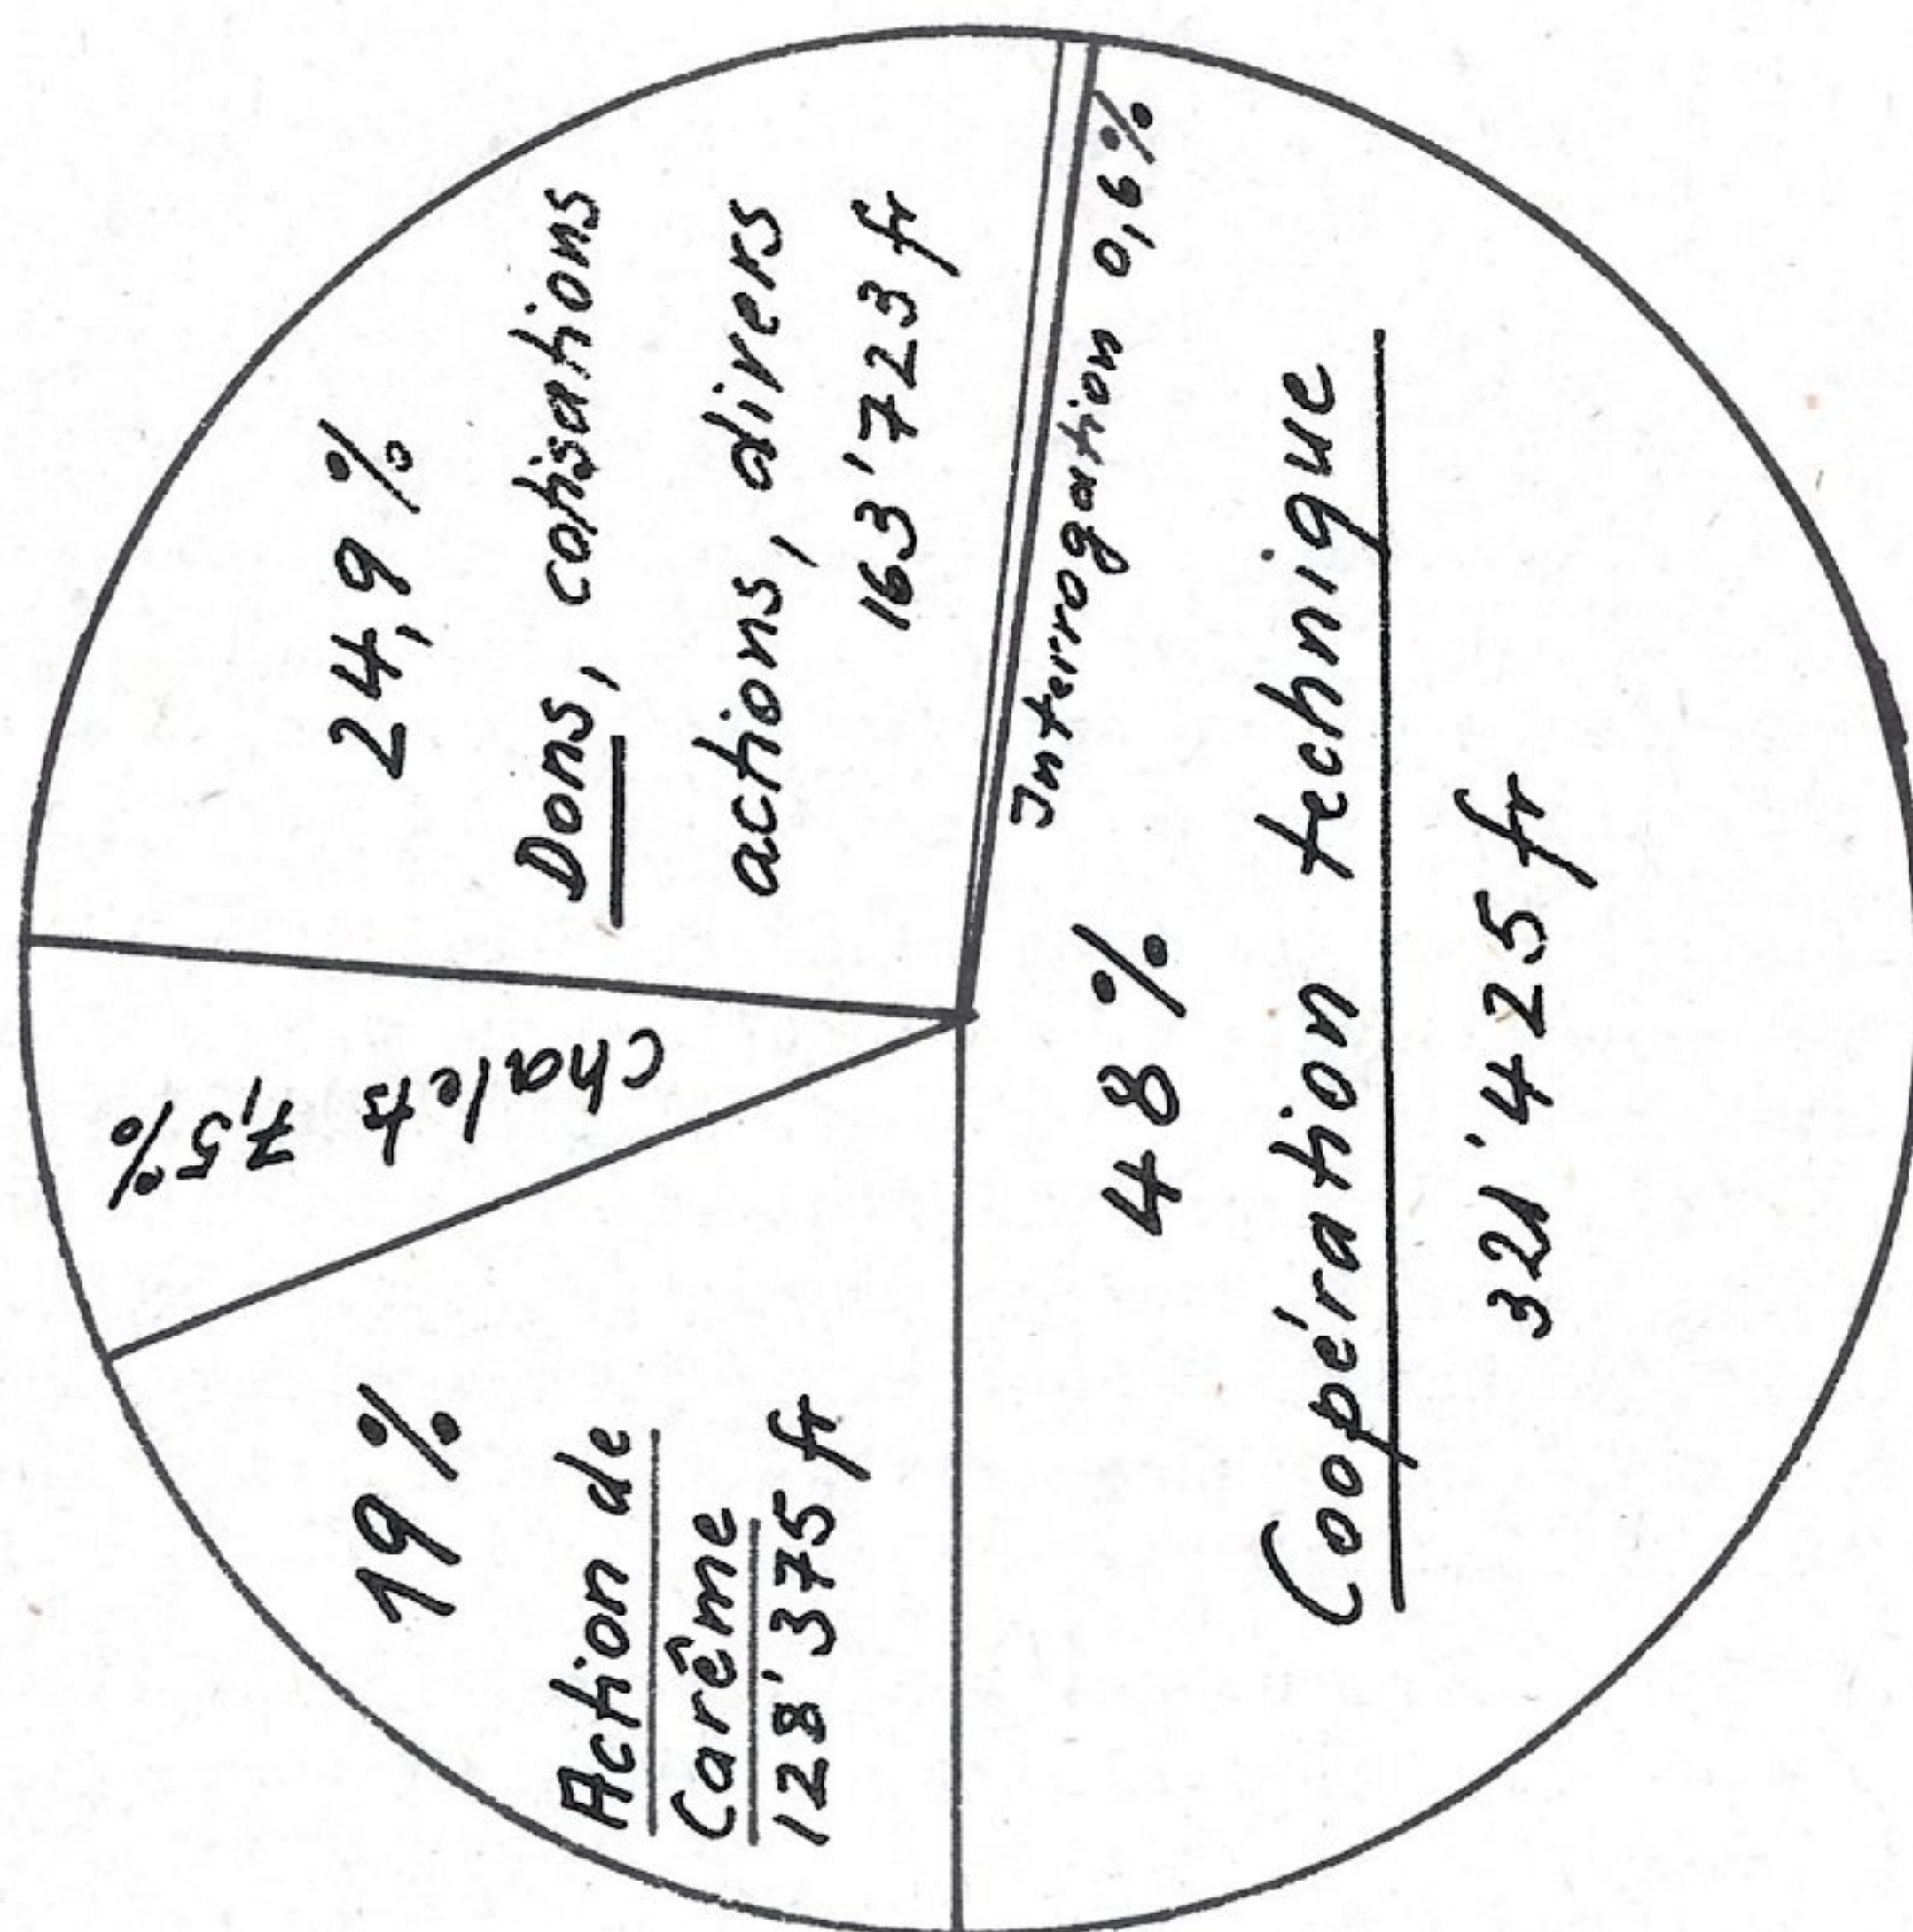 19 %
Action de
Carême
128'375 fr
chalets 7,5%
24,9 %
Dons, cotisations
actions, divers
163'723 fr
Interrogation 0,6%
48 %
Coopération technique
321'425 fr